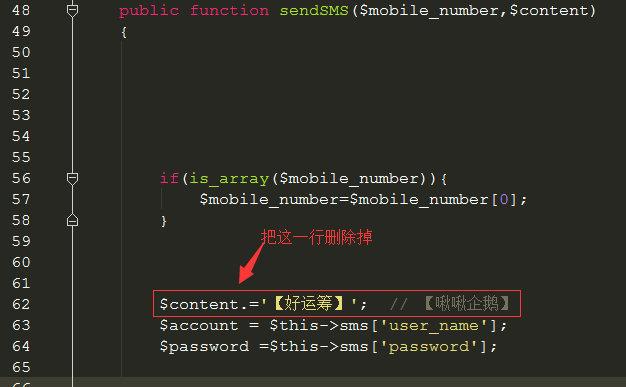 48 public function sendSMS($mobile_number,$content)
49 {
50
51
52
53
54
55
56 if(is_array($mobile_number)){
57 $mobile_number=$mobile_number[0];
58 }
59
把这一行删除掉
60
61
62 $content.='【好运筹】'; // 【啾啾企鹅】
63 $account = $this->sms['user_name'];
64 $password =$this->sms['password'];
65
66